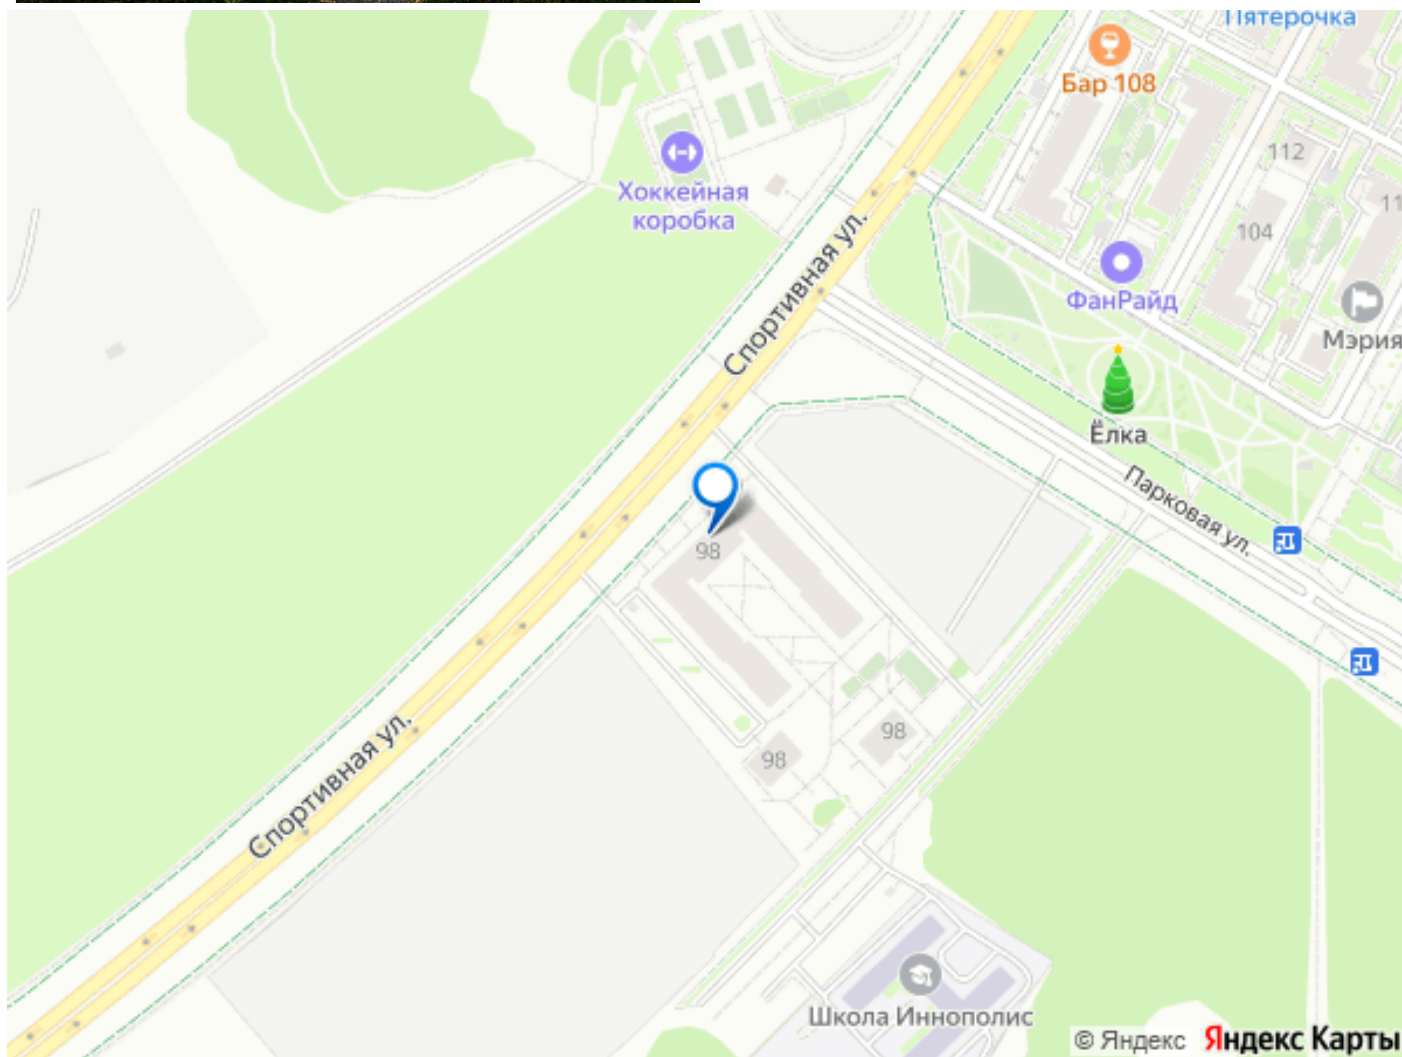 Пятерочка
Бар 108
112
11
Хоккейная
коробка
104
Спортивная ул.
ФанРайд
Мэрия
Ёлка
Парковая ул.
98
98
98
Спортивная ул.
Школа Иннополис
© Яндекс Яндекс Карты